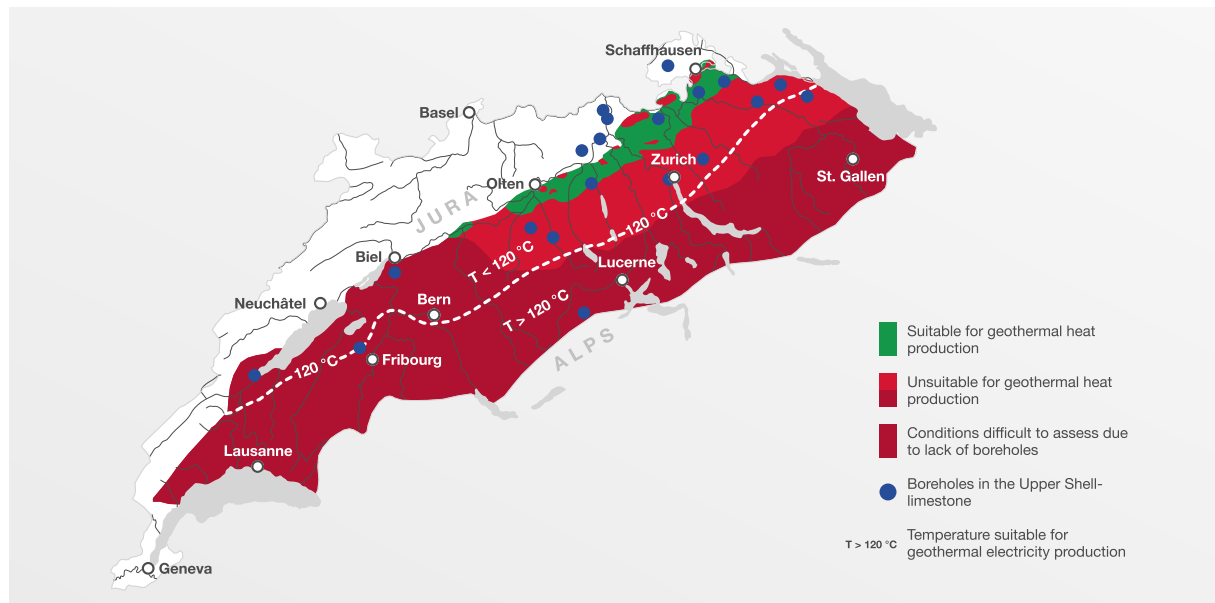 Schaffhausen
Basel
Zurich
St. Gallen
Olten
JURA
120 °C
T < 120 °C
Biel
Lucerne
T > 120 °C
Neuchâtel
Bern
ALPS
120 °C
Fribourg
Lausanne
Geneva
Suitable for geothermal heat
production
Unsuitable for geothermal heat
production
Conditions difficult to assess due
to lack of boreholes
Boreholes in the Upper Shell-
limestone
T > 120 °C
Temperature suitable for
geothermal electricity production